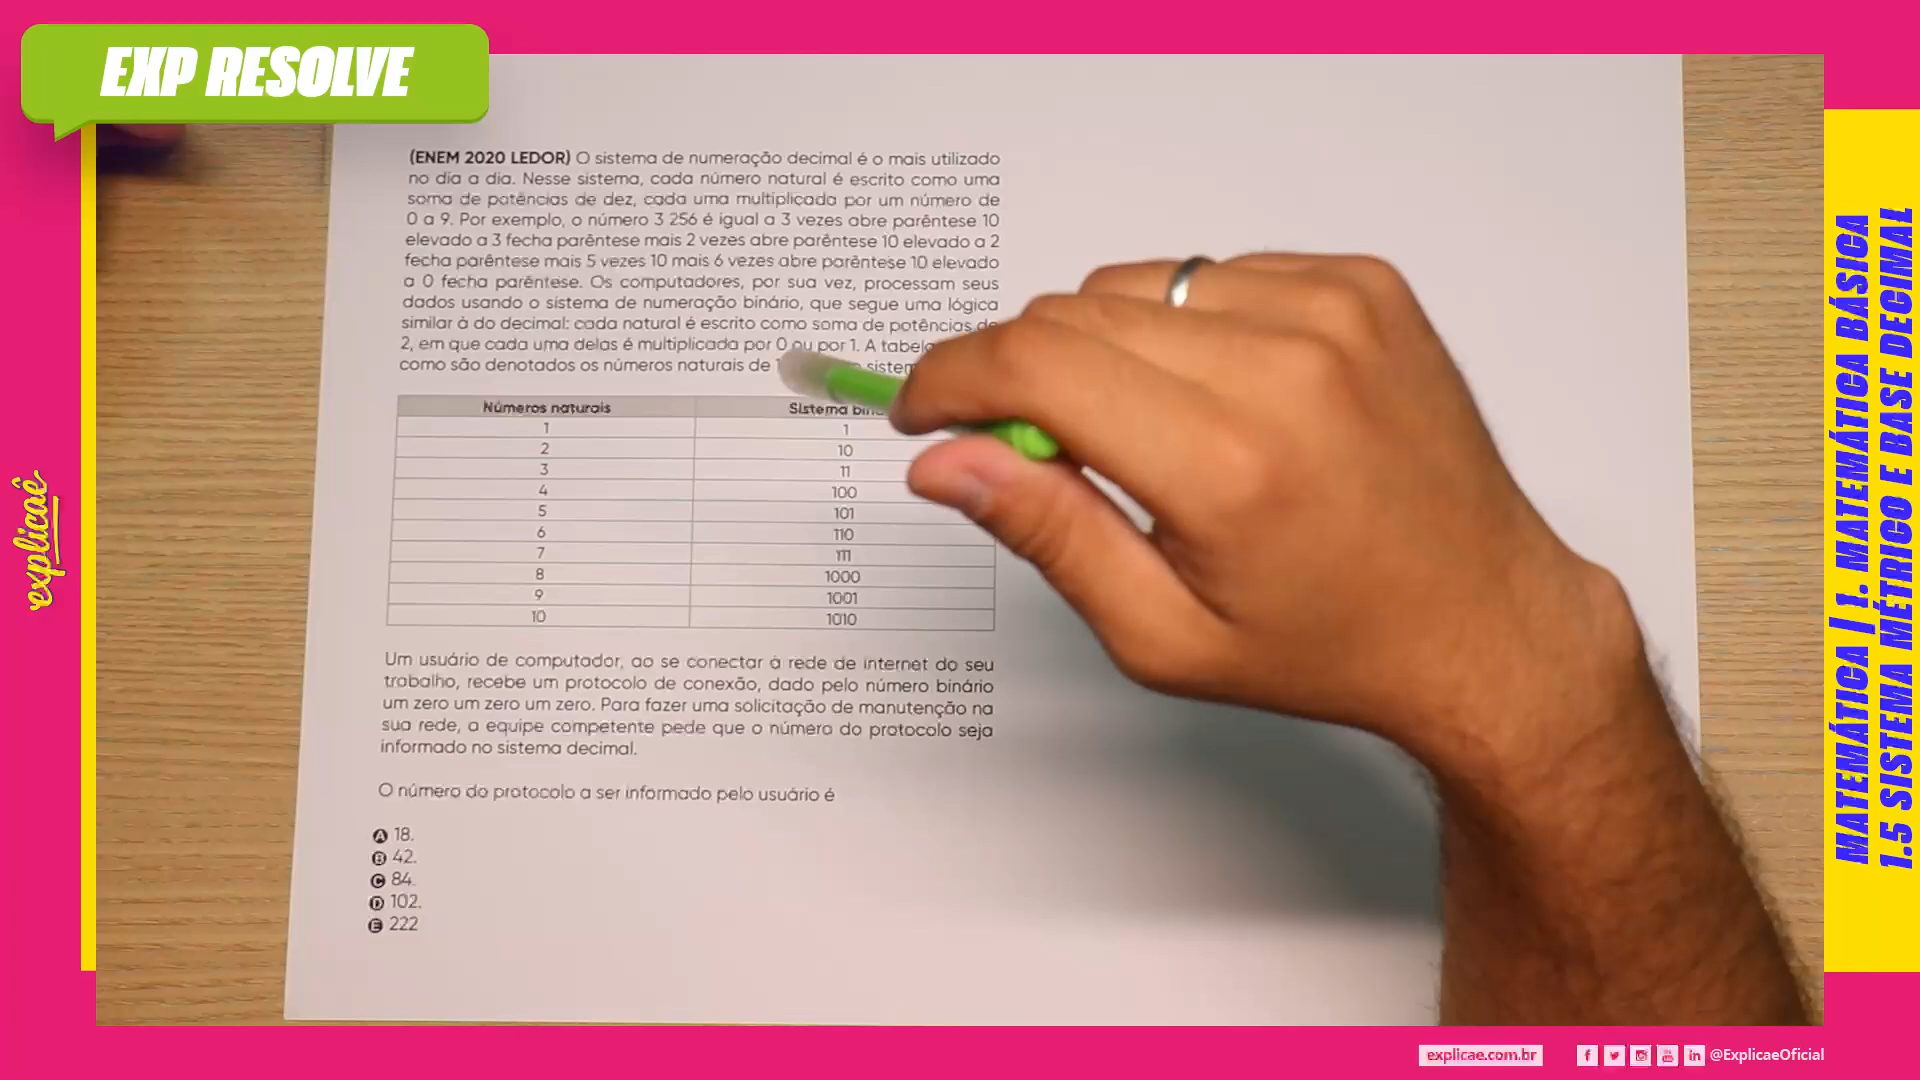 EXP RESOLVE
(ENEM 2020 LEDOR) O sistema de numeração decimal é o mais utilizado
no dia a dia. Nesse sistema, cada número natural é escrito como uma
soma de potências de dez, cada uma multiplicada por um número de
0 a 9. Por exemplo, o número 3 256 é igual a 3 vezes abre parêntese 10
elevado a 3 fecha parêntese mais 2 vezes abre parêntese 10 elevado a 2
fecha parêntese mais 5 vezes 10 mais 6 vezes abre parêntese 10 elevado
a 0 fecha parêntese. Os computadores, por sua vez, processam seus
dados usando o sistema de numeração binário, que segue uma lógica
similar à do decimal: cada natural é escrito como soma de potências de
2, em que cada uma delas é multiplicada por 0 ou por 1. A tabela
como são denotados os números naturais de
Números naturais Sistema
1 1
2 10
3 11
4 100
5 101
6 110
7 111
8 1000
9 1001
10 1010
Um usuário de computador, ao se conectar à rede de internet do seu
trabalho, recebe um protocolo de conexão, dado pelo número binário
um zero um zero um zero. Para fazer uma solicitação de manutenção na
sua rede, a equipe competente pede que o número do protocolo seja
informado no sistema decimal.
O número do protocolo a ser informado pelo usuário é
A 18.
B 42.
C 84.
D 102.
E 222
explicaê
MATEMÁTICA | 1. MATEMÁTICA BÁSICA
1.5 SISTEMA MÉTRICO E BASE DECIMAL
explicae.com.br @ExplicaeOficial